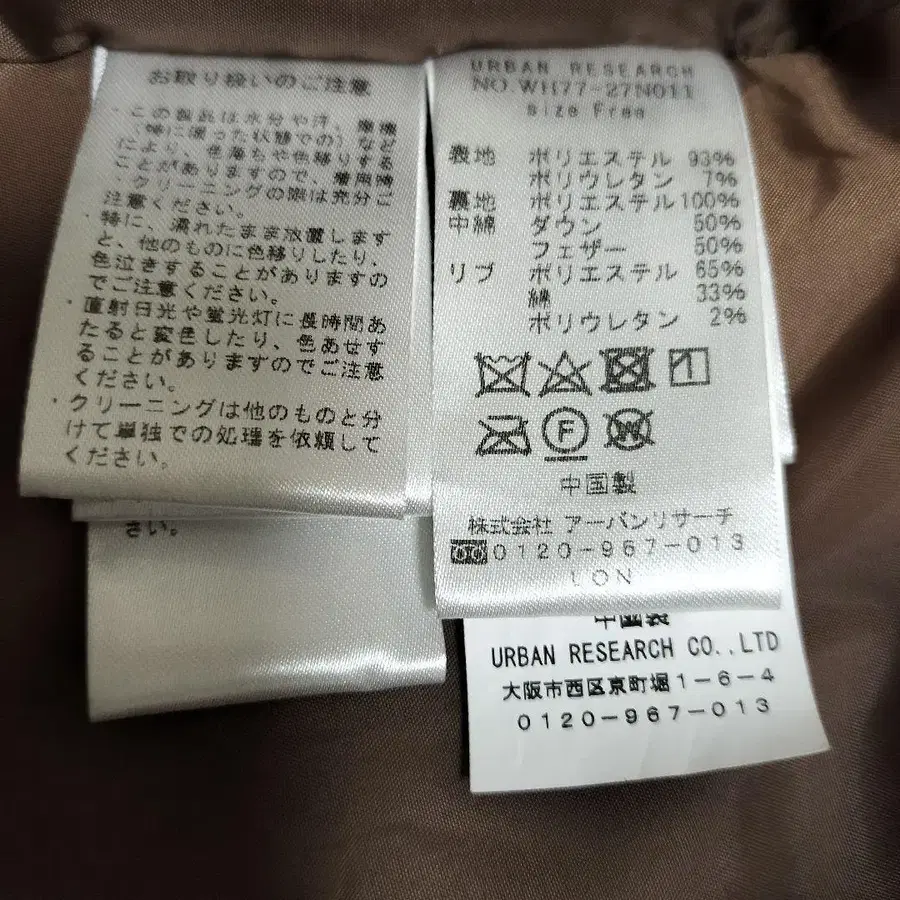 お取り扱いのご注意
・この製品は水分や汗、摩擦
(特に湿った状態での)など
により、色落ちや色移りする
ことがありますので、着用時
・クリーニングの際は充分ご
注意ください。
・特に、濡れたまま放置します
と、他のものに色移りしたり、
色泣きすることがありますの
でご注意ください。
・直射日光や蛍光灯に長時間あ
たると変色したり、色あせす
ることがありますのでご注意
ください。
・クリーニングは他のものと分
けて単独での処理を依頼して
ください。
さい。
URBAN RESEARCH
NO.WH77-27N011
size Free
表地 ポリエステル 93%
ポリウレタン 7%
裏地 ポリエステル 100%
中綿 ダウン 50%
フェザー 50%
リブ ポリエステル 65%
綿 33%
ポリウレタン 2%
F
W
中国製
株式会社 アーバンリサーチ
0120-967-013
LON
中国製
URBAN RESEARCH CO.,LTD
大阪市西区京町堀1-6-4
0120-967-013